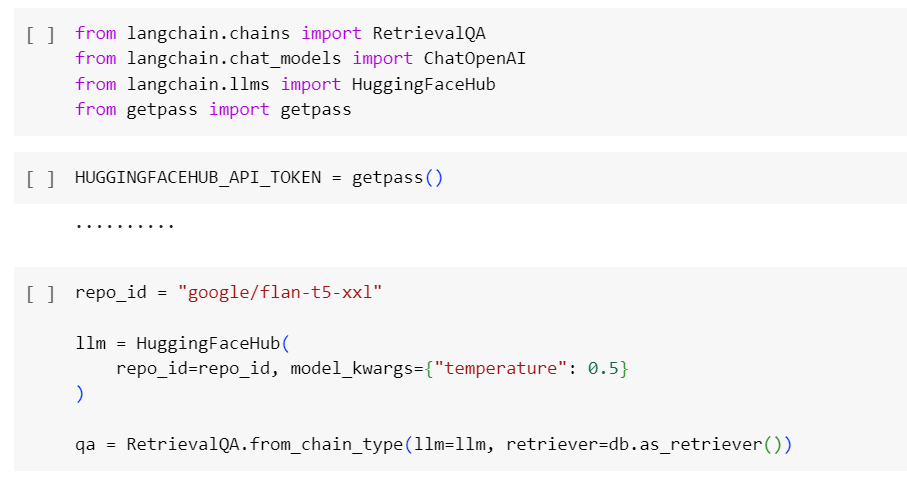 [ ] from langchain.chains import RetrievalQA
from langchain.chat_models import ChatOpenAI
from langchain.llms import HuggingFaceHub
from getpass import getpass
[ ] HUGGINGFACEHUB_API_TOKEN = getpass()
..........
[ ] repo_id = "google/flan-t5-xxl"
llm = HuggingFaceHub(
    repo_id=repo_id, model_kwargs={"temperature": 0.5}
)
qa = RetrievalQA.from_chain_type(llm=llm, retriever=db.as_retriever())